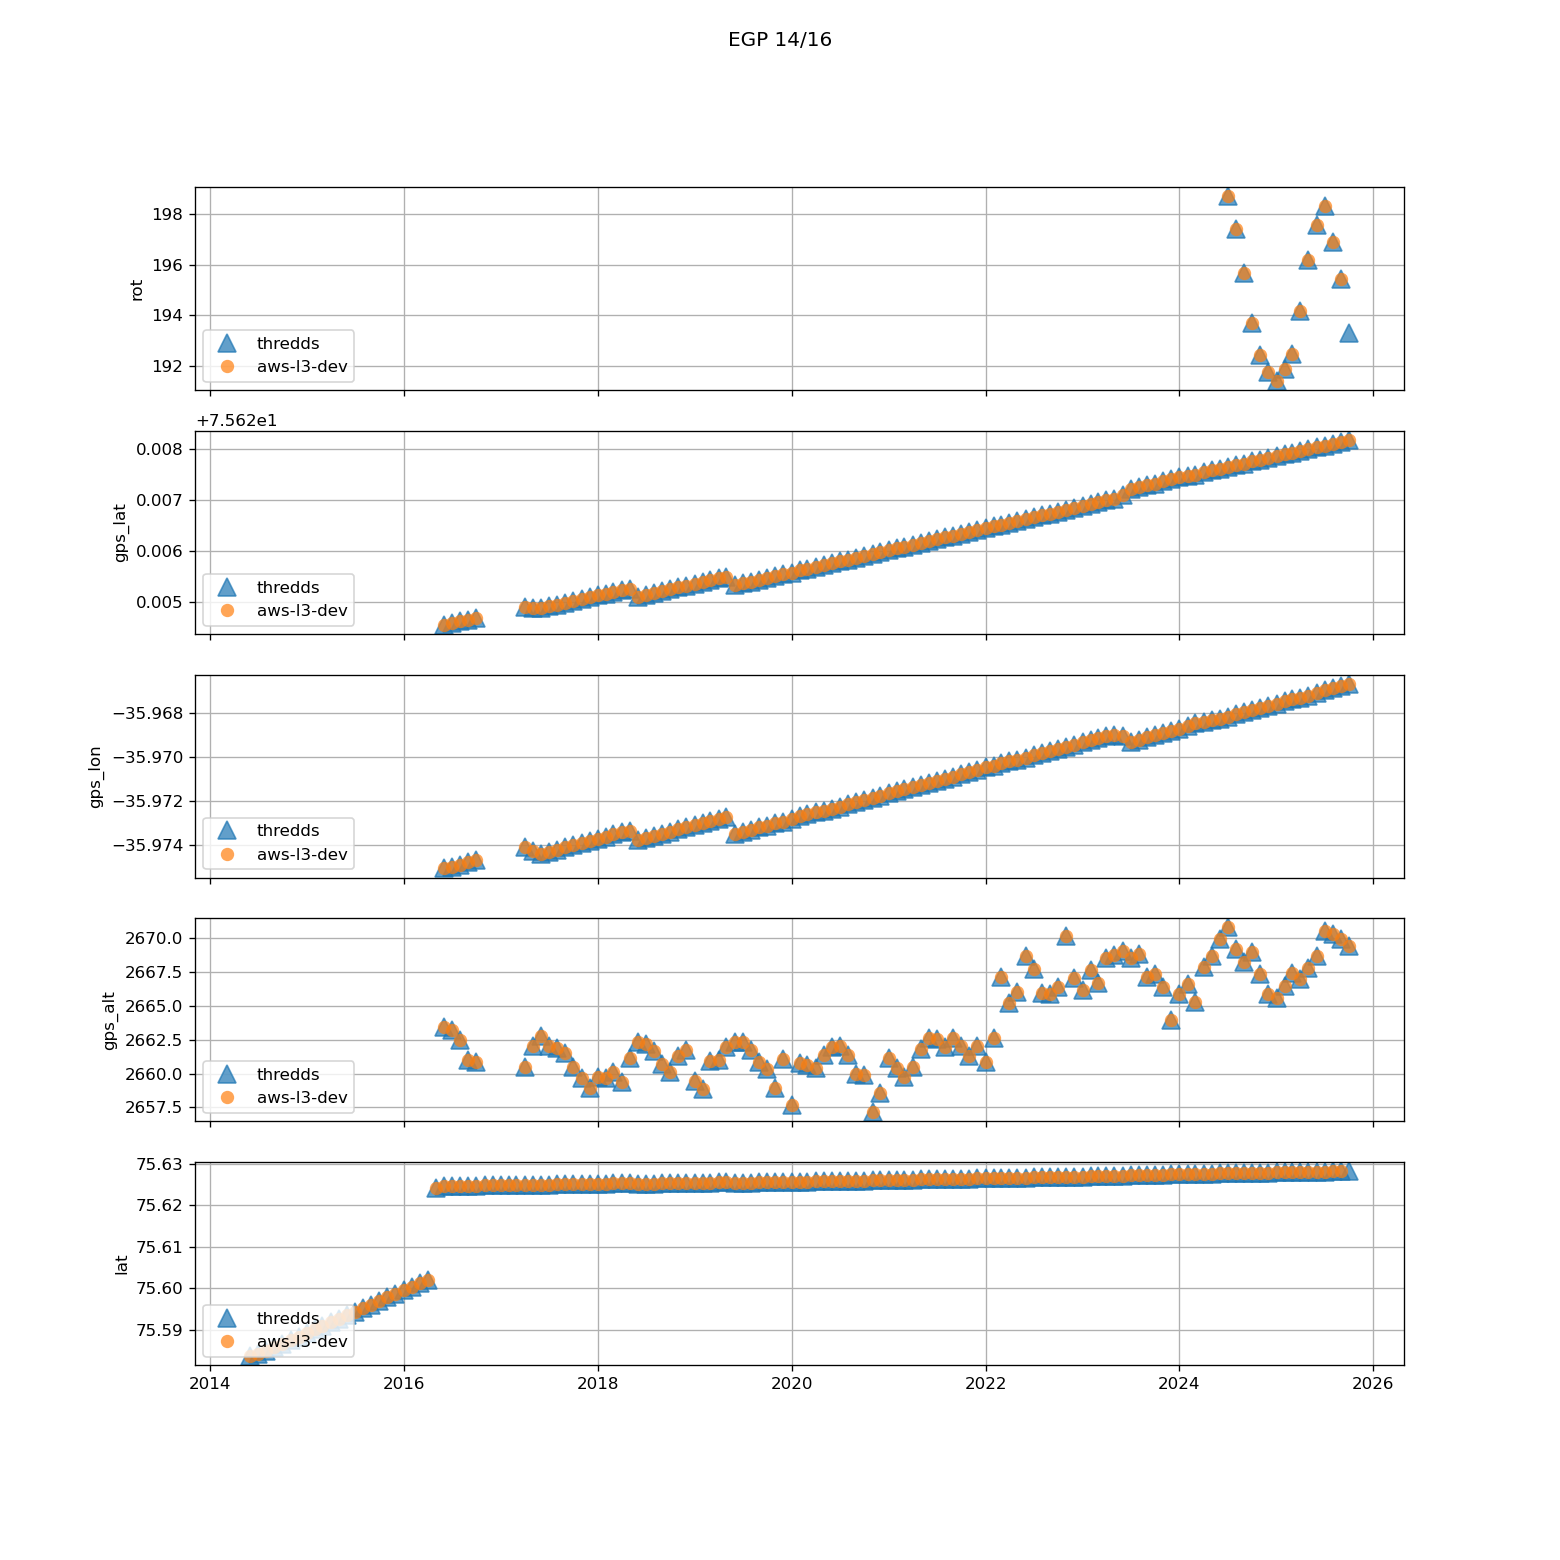 EGP 14/16
198
196
194
192
rot
thredds
aws-l3-dev
+7.562e1
0.008
0.007
0.006
0.005
gps_lat
thredds
aws-l3-dev
−35.968
−35.970
−35.972
−35.974
gps_lon
thredds
aws-l3-dev
2670.0
2667.5
2665.0
2662.5
2660.0
2657.5
gps_alt
thredds
aws-l3-dev
75.63
75.62
75.61
75.60
75.59
lat
thredds
aws-l3-dev
2014 2016 2018 2020 2022 2024 2026